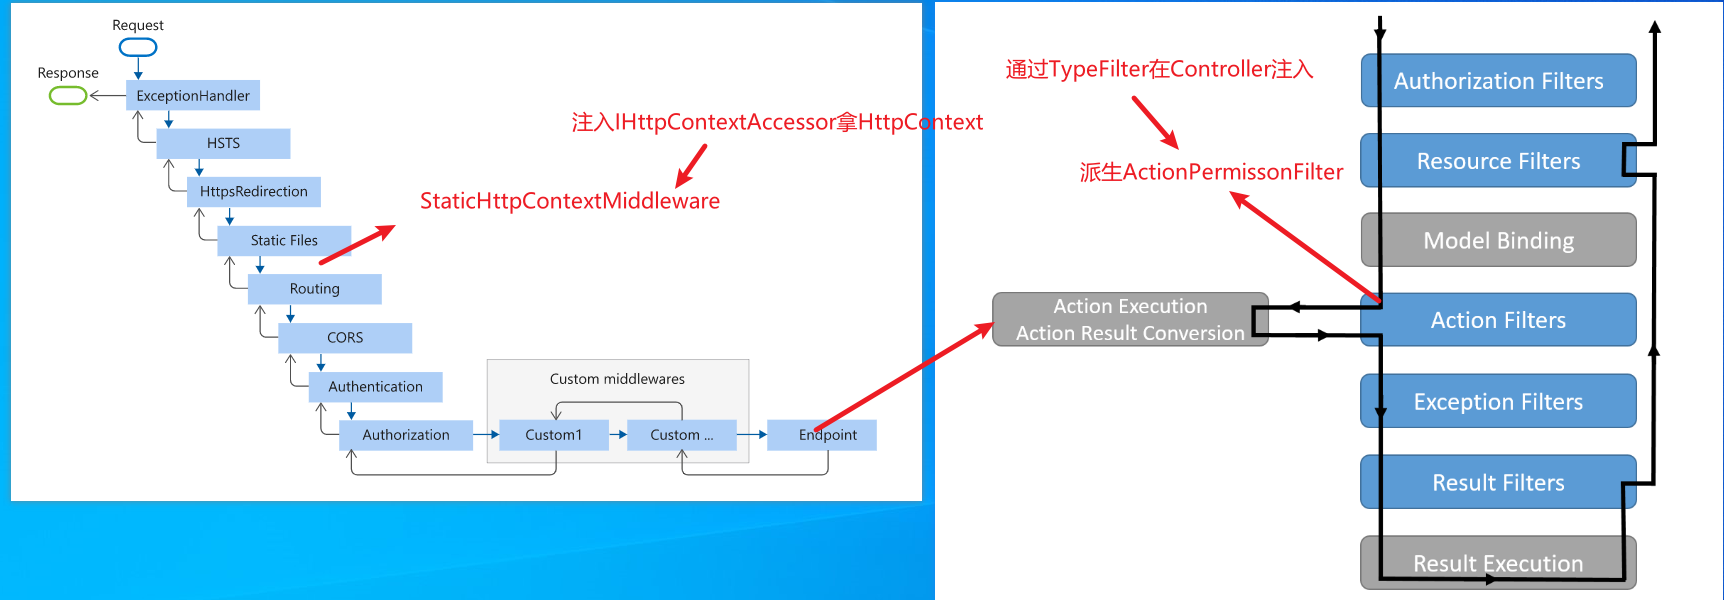 Request
Response
ExceptionHandler
HSTS
HttpsRedirection
Static Files
Routing
CORS
Authentication
Authorization
Custom middlewares
Custom1
Custom ...
Endpoint
注入IHttpContextAccessor拿HttpContext
StaticHttpContextMiddleware
通过TypeFilter在Controller注入
派生ActionPermissonFilter
Authorization Filters
Resource Filters
Model Binding
Action Execution
Action Result Conversion
Action Filters
Exception Filters
Result Filters
Result Execution